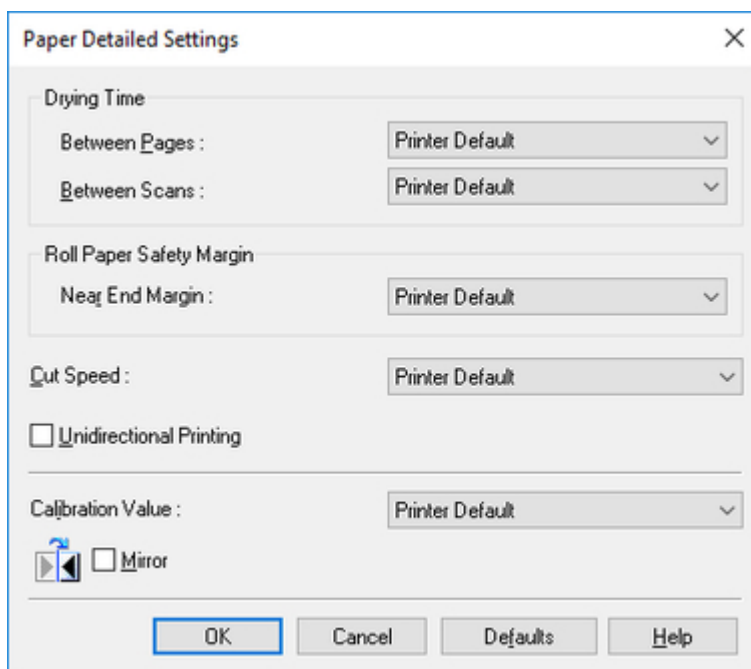 Paper Detailed Settings
Drying Time
Between Pages : Printer Default
Between Scans : Printer Default
Roll Paper Safety Margin
Near End Margin : Printer Default
Cut Speed : Printer Default
Unidirectional Printing
Calibration Value : Printer Default
Mirror
OK Cancel Defaults Help